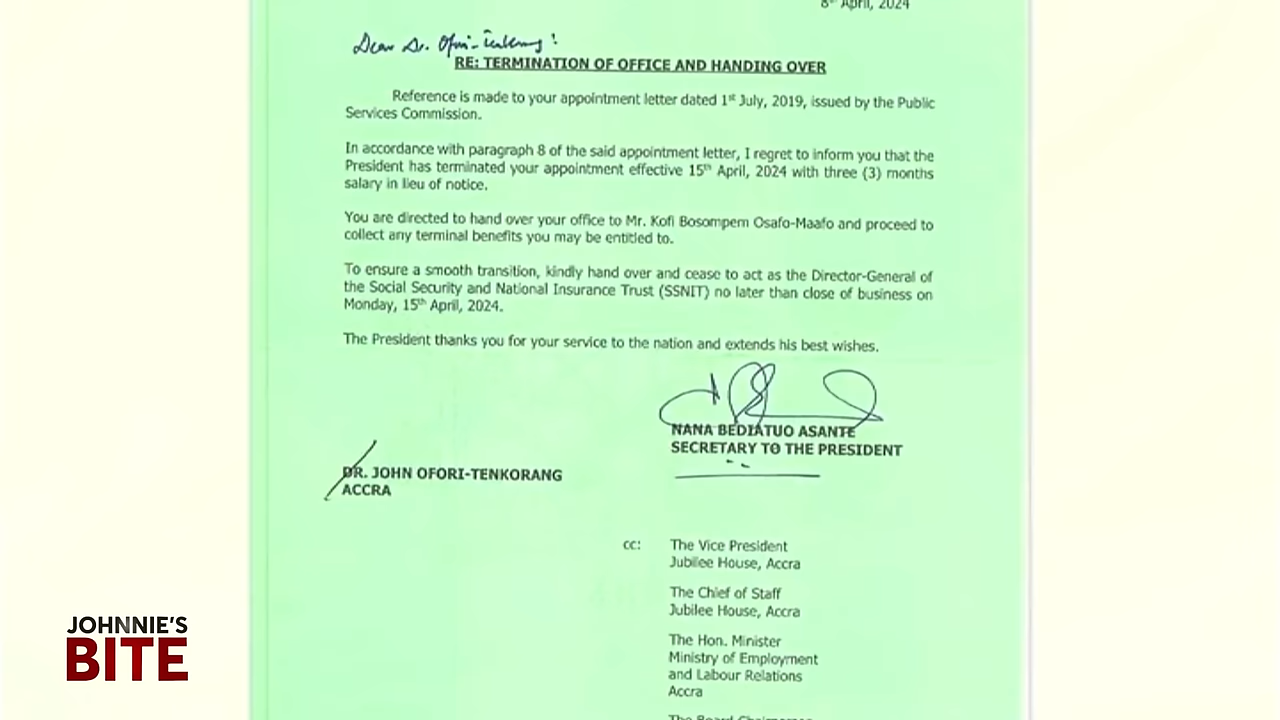 8th April, 2024
Dear Dr. Ofori-Tenkorang:
RE: TERMINATION OF OFFICE AND HANDING OVER
Reference is made to your appointment letter dated 1st July, 2019, issued by the Public
Services Commission.
In accordance with paragraph 8 of the said appointment letter, I regret to inform you that the
President has terminated your appointment effective 15th April, 2024 with three (3) months
salary in lieu of notice.
You are directed to hand over your office to Mr. Kofi Bosompem Osafo-Maafo and proceed to
collect any terminal benefits you may be entitled to.
To ensure a smooth transition, kindly hand over and cease to act as the Director-General of
the Social Security and National Insurance Trust (SSNIT) no later than close of business on
Monday, 15th April, 2024.
The President thanks you for your service to the nation and extends his best wishes.
NANA BEDIATUO ASANTE
SECRETARY TO THE PRESIDENT
DR. JOHN OFORI-TENKORANG
ACCRA
cc: The Vice President
Jubilee House, Accra
The Chief of Staff
Jubilee House, Accra
The Hon. Minister
Ministry of Employment
and Labour Relations
Accra
The Board Chairperson
JOHNNIE'S
BITE